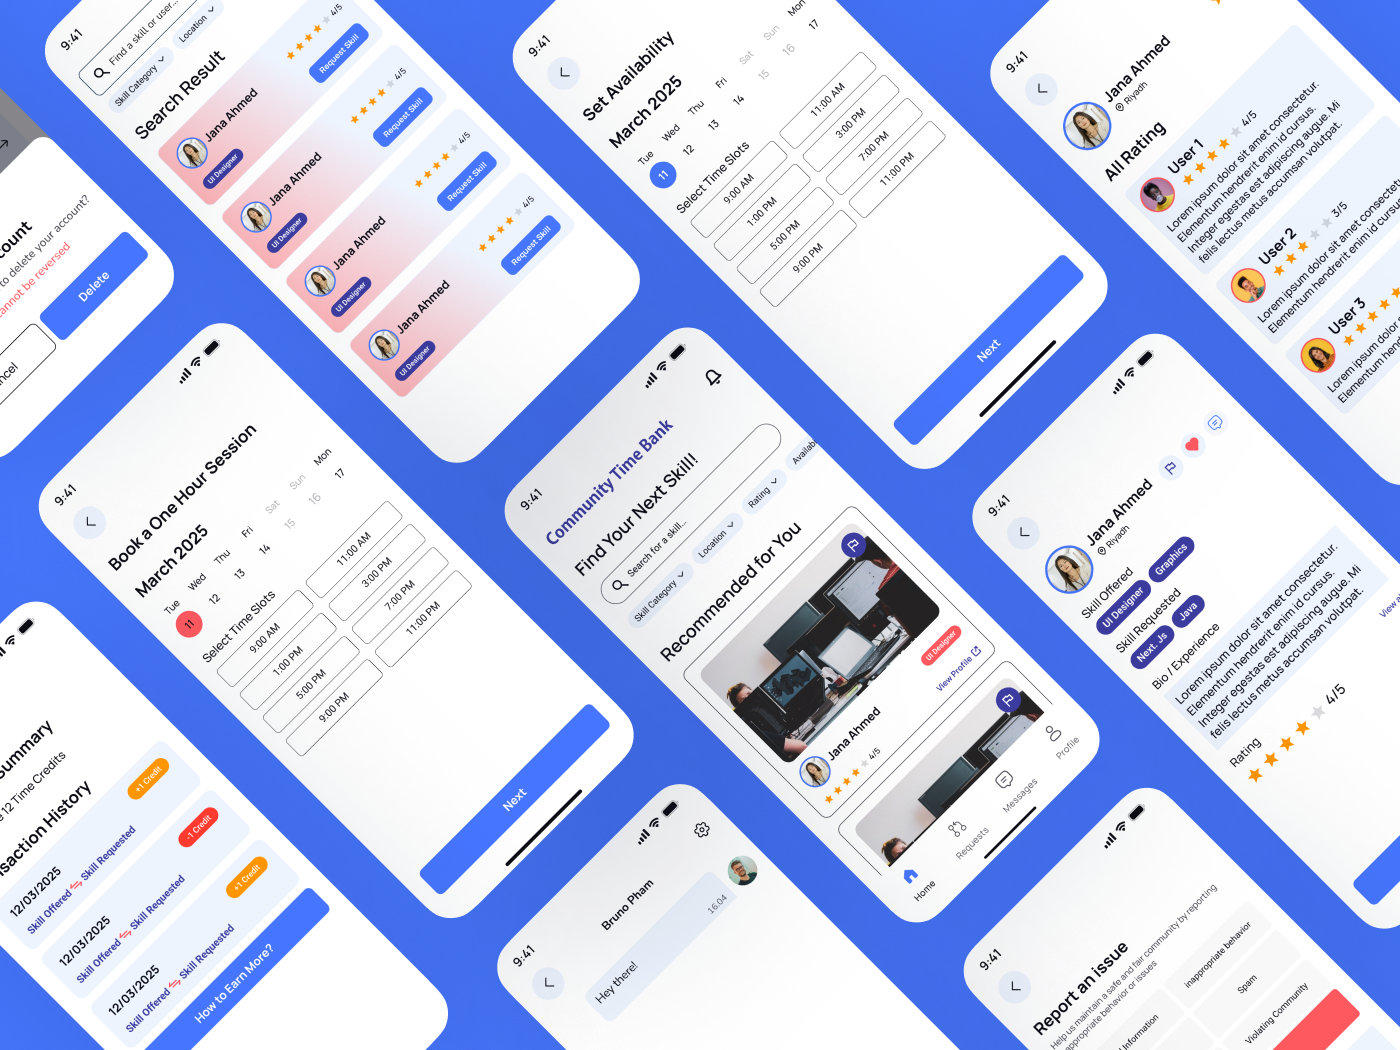 count
to delete your account?
cannot be reversed
Delete
ncel
9:41
Find a skill or user...
Skill Category
Location
Search Result
Jana Ahmed
UI Designer
4/5
Request Skill
Jana Ahmed
UI Designer
4/5
Request Skill
Jana Ahmed
UI Designer
4/5
Request Skill
Jana Ahmed
UI Designer
4/5
Request Skill
9:41
Set Availability
March 2025
Tue Wed Thu Fri Sat Sun Mon
11 12 13 14 15 16 17
Select Time Slots
9:00 AM 11:00 AM
1:00 PM 3:00 PM
5:00 PM 7:00 PM
9:00 PM 11:00 PM
Next
9:41
Jana Ahmed
Riyadh
All Rating
User 1
4/5
Lorem ipsum dolor sit amet consectetur.
Elementum hendrerit enim id cursus.
Integer egestas est adipiscing augue. Mi
felis lectus metus accumsan volutpat.
User 2
3/5
Lorem ipsum dolor sit amet consectetu
Elementum hendrerit enim id cursu
User 3
Lorem ipsum dolor sit am
Elementum hend
9:41
Book a One Hour Session
March 2025
Tue Wed Thu Fri Sat Sun Mon
11 12 13 14 15 16 17
Select Time Slots
9:00 AM 11:00 AM
1:00 PM 3:00 PM
5:00 PM 7:00 PM
9:00 PM 11:00 PM
Next
9:41
Community Time Bank
Find Your Next Skill!
Search for a skill...
Skill Category
Location
Rating
Availab
Recommended for You
UI Designer
View Profile
Jana Ahmed
4/5
Home
Requests
Messages
Profile
9:41
Jana Ahmed
Riyadh
Skill Offered
UI Designer Graphics
Skill Requested
Next. Js Java
Bio / Experience
Lorem ipsum dolor sit amet consectetur.
Elementum hendrerit enim id cursus.
Integer egestas est adipiscing augue. Mi
felis lectus metus accumsan volutpat.
Rating
View a
4/5
Summary
12 Time Credits
saction History
12/03/2025
Skill Offered Skill Requested
+1 Credit
12/03/2025
Skill Offered Skill Requested
-1 Credit
12/03/2025
Skill Offered Skill Requested
+1 Credit
How to Earn More?
9:41
Bruno Pham
Hey there!
16.04
9:41
Report an issue
Help us maintain a safe and fair community by reporting
appropriate behavior or issues
Information
inappropriate behavior
Spam
Violating Community